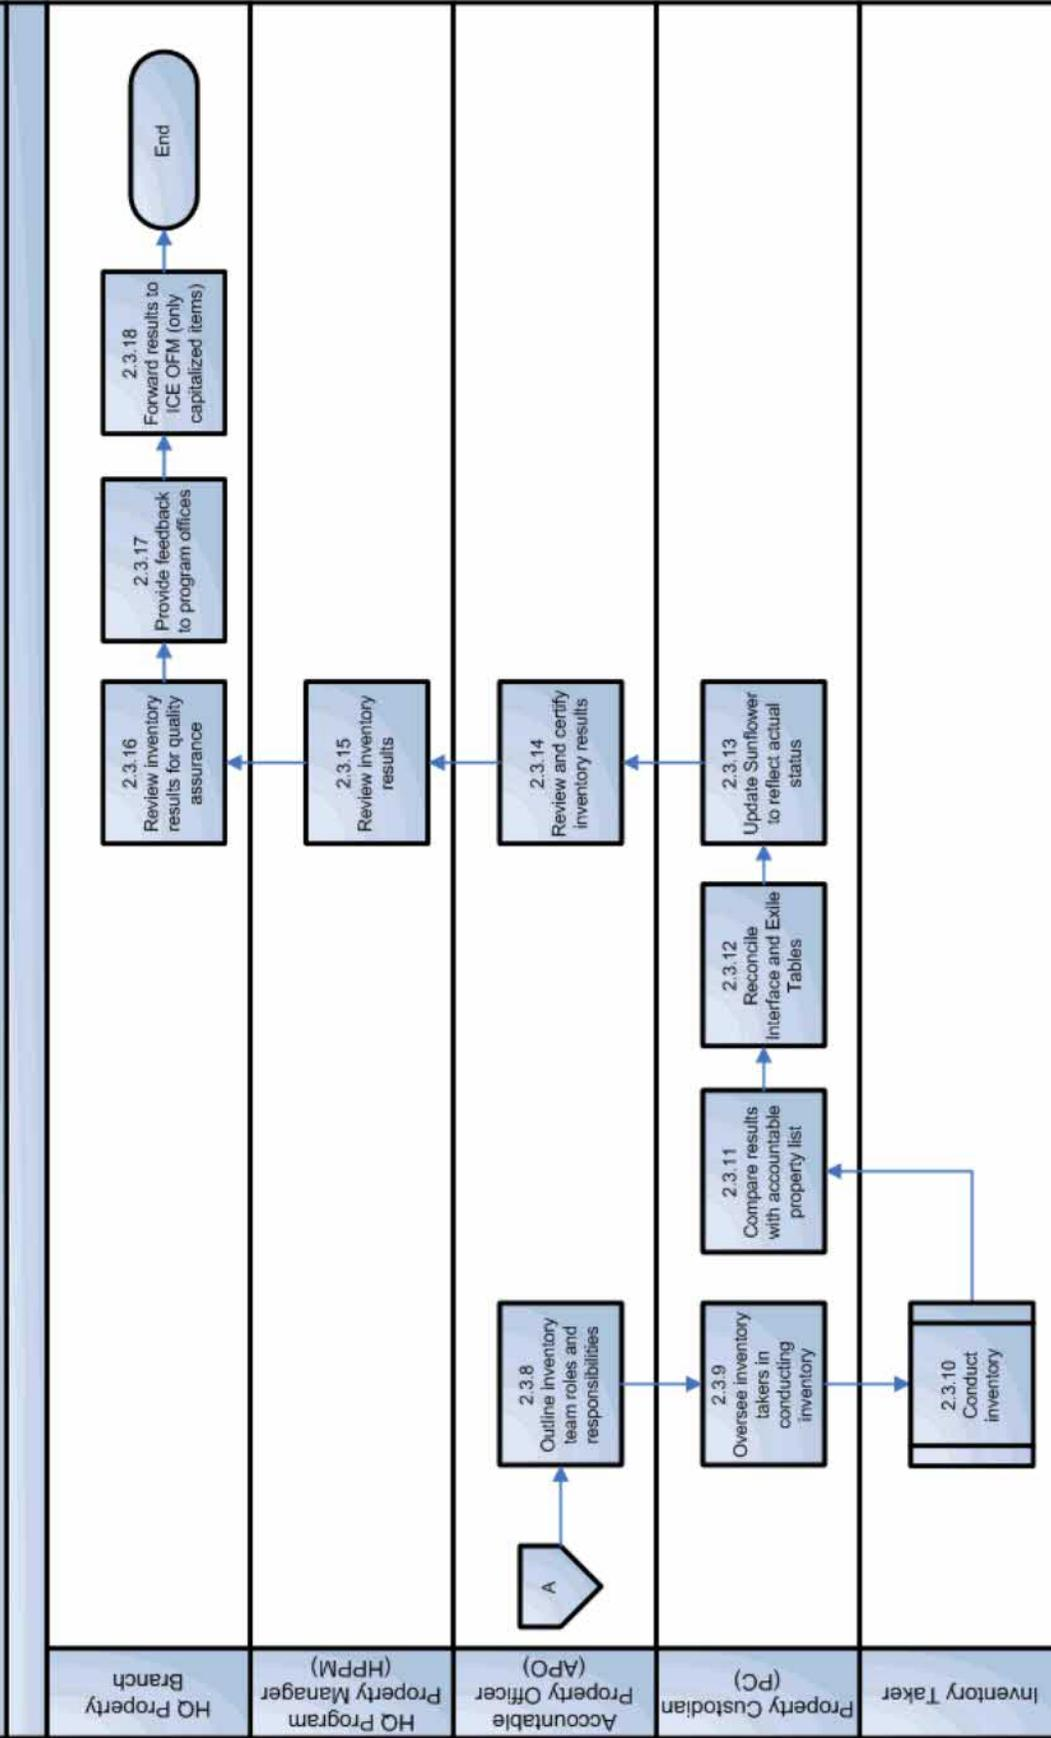 HQ Property
Branch
2.3.16
Review inventory
results for quality
assurance
2.3.17
Provide feedback
to program offices
2.3.18
Forward results to
ICE OFM (only
capitalized items)
End
HQ Program
Property Manager
(HPPM)
2.3.15
Review inventory
results
Accountable
Property Officer
(APO)
A
2.3.8
Outline inventory
team roles and
responsibilities
2.3.14
Review and certify
inventory results
Property Custodian
(PC)
2.3.9
Oversee inventory
takers in
conducting
inventory
2.3.11
Compare results
with accountable
property list
2.3.12
Reconcile
Interface and Exile
Tables
2.3.13
Update Sunflower
to reflect actual
status
Inventory Taker
2.3.10
Conduct
inventory